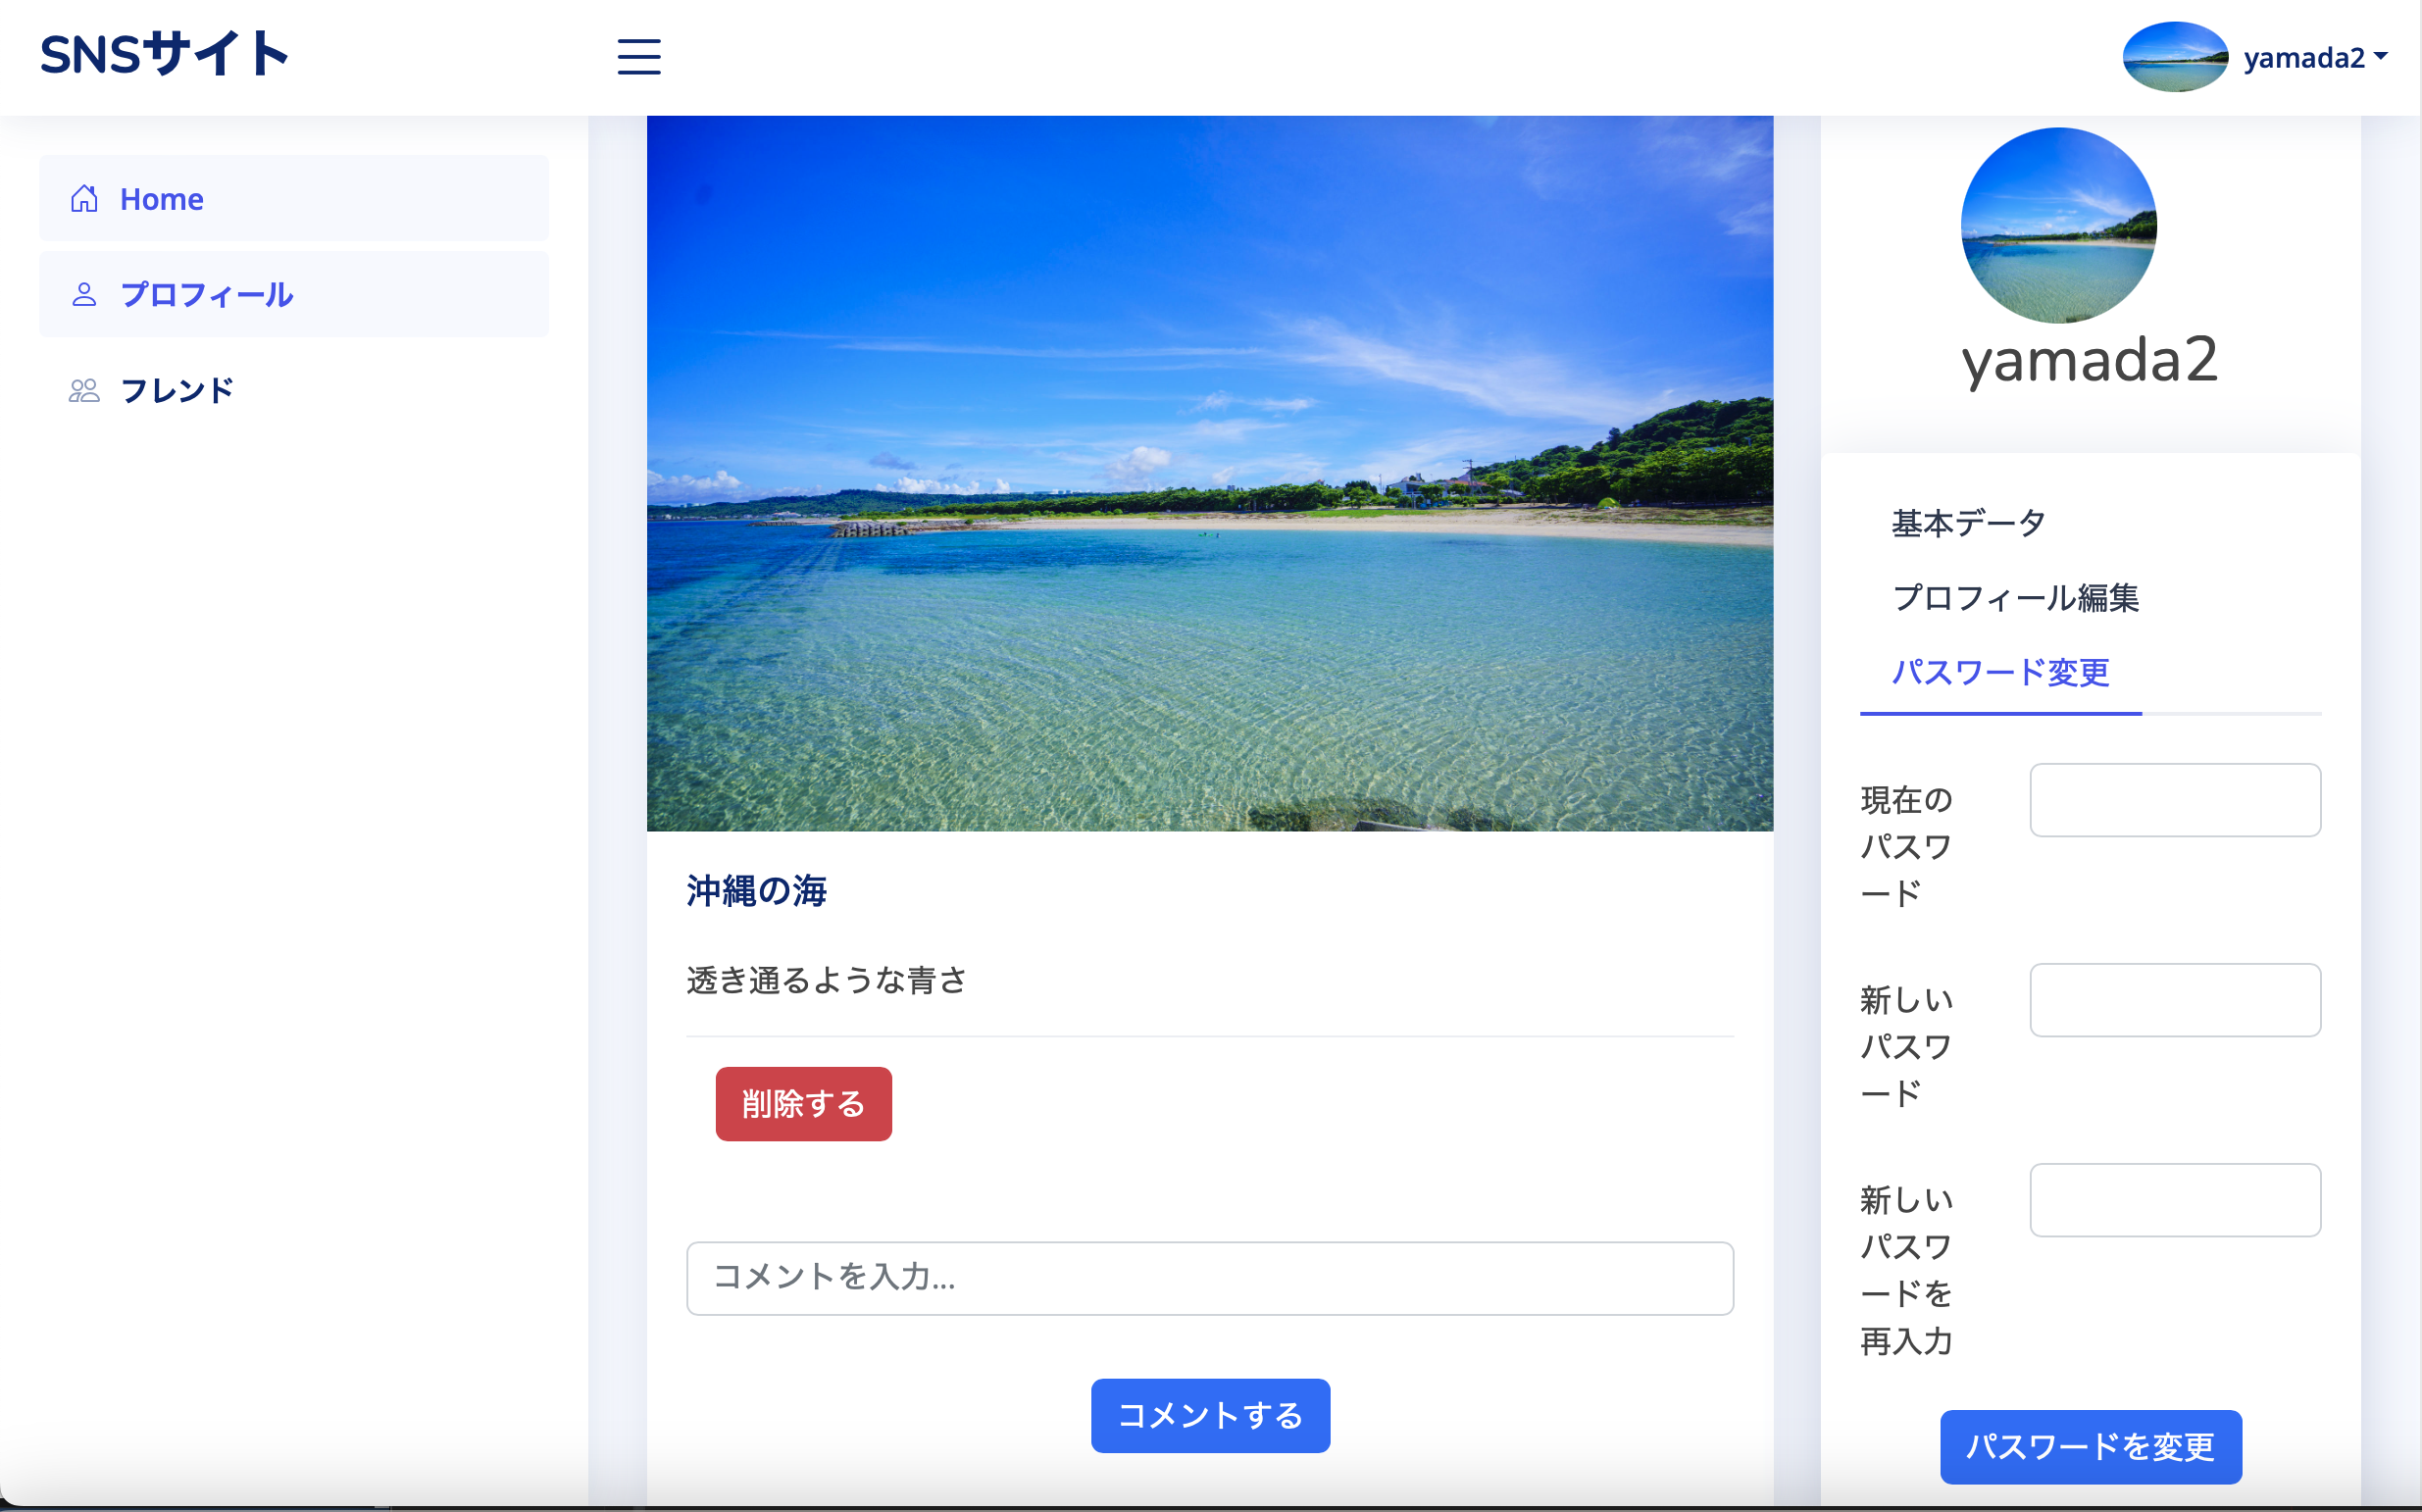 SNSサイト
yamada2
Home
プロフィール
フレンド
沖縄の海
透き通るような青さ
削除する
コメントを入力...
コメントする
yamada2
基本データ
プロフィール編集
パスワード変更
現在の
パスワ
ード
新しい
パスワ
ード
新しい
パスワ
ードを
再入力
パスワードを変更